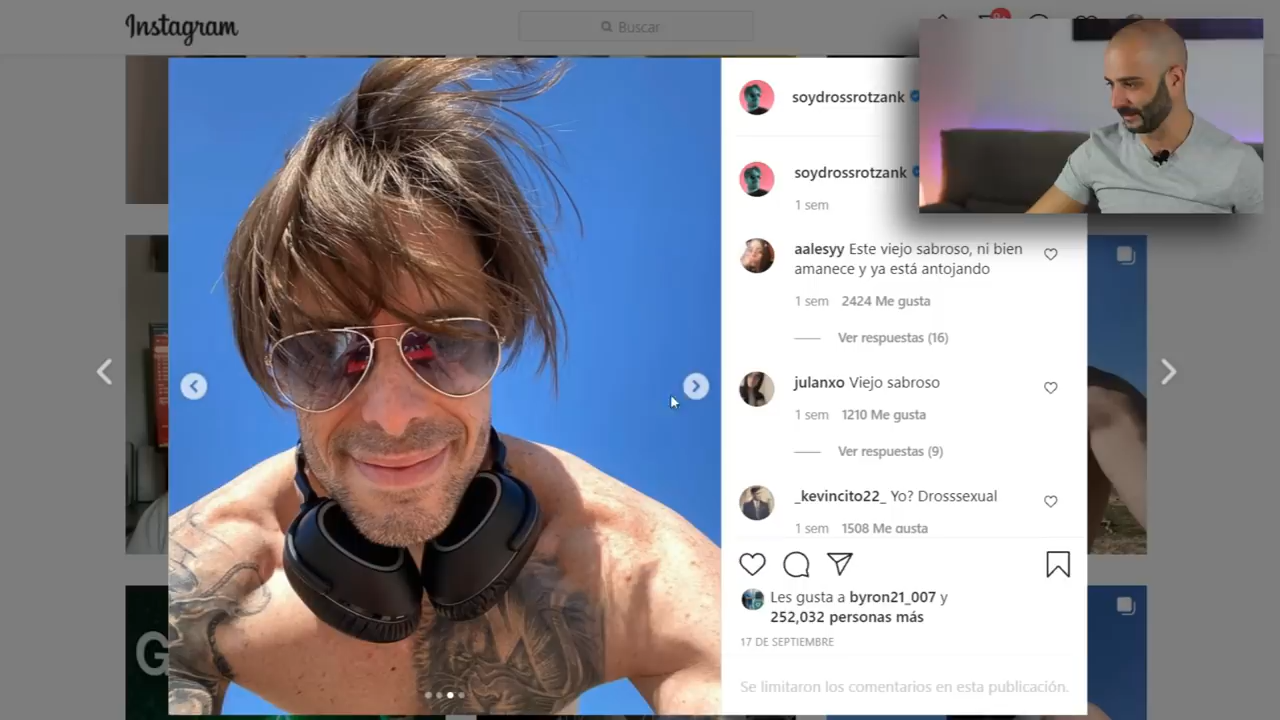 Instagram
Buscar
soydrossrotzank
soydrossrotzank
1 sem
aalesyy Este viejo sabroso, ni bien
amanece y ya está antojando
1 sem 2424 Me gusta
Ver respuestas (16)
julanxo Viejo sabroso
1 sem 1210 Me gusta
Ver respuestas (9)
_kevincito22_ Yo? Drosssexual
1 sem 1508 Me gusta
Les gusta a byron21_007 y
252,032 personas más
17 DE SEPTIEMBRE
Se limitaron los comentarios en esta publicación.
G